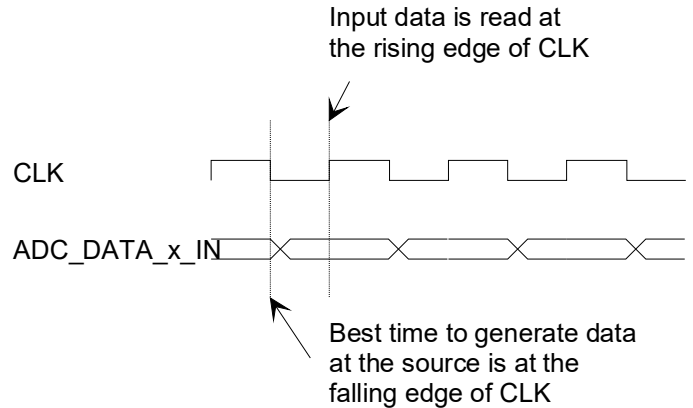 Input data is read at
the rising edge of CLK
CLK
ADC_DATA_x_IN
Best time to generate data
at the source is at the
falling edge of CLK